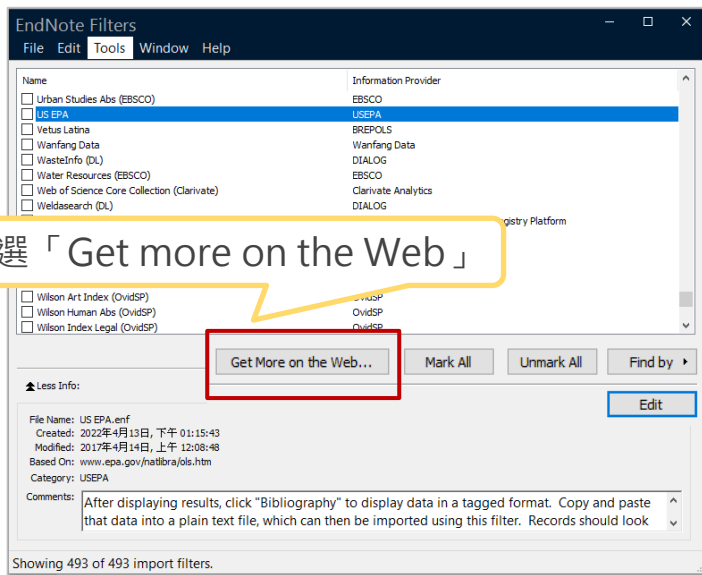 EndNote Filters
File Edit Tools Window Help
Name Information Provider
Urban Studies Abs (EBSCO) EBSCO
US EPA USEPA
Vetus Latina BREPOLS
Wanfang Data Wanfang Data
WasteInfo (DL) DIALOG
Water Resources (EBSCO) EBSCO
Web of Science Core Collection (Clarivate) Clarivate Analytics
Weldasearch (DL) DIALOG
gistry Platform
選「Get more on the Web」
Wilson Art Index (OvidSP) OvidSP
Wilson Human Abs (OvidSP) OvidSP
Wilson Index Legal (OvidSP) OvidSP
Get More on the Web... Mark All Unmark All Find by
Less Info:
Edit
File Name: US EPA.enf
Created: 2022年4月13日, 下午 01:15:43
Modified: 2017年4月14日, 上午 12:08:48
Based On: www.epa.gov/natlibra/ols.htm
Category: USEPA
Comments: After displaying results, click "Bibliography" to display data in a tagged format. Copy and paste
that data into a plain text file, which can then be imported using this filter. Records should look
Showing 493 of 493 import filters.